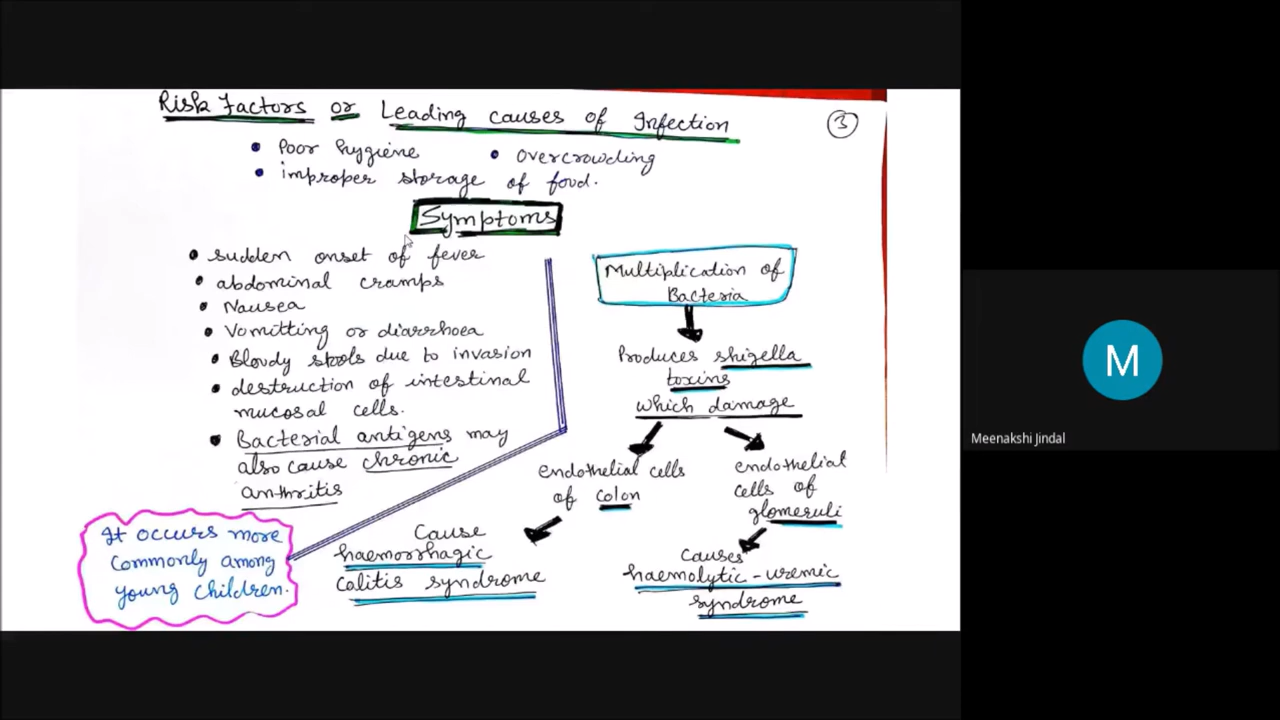 Risk Factors or Leading causes of Infection
3
• Poor hygiene
• Overcrowding
• improper storage of food.
Symptoms
• sudden onset of fever
• abdominal cramps
• Nausea
• Vomitting or diarrhoea
• Bloody stools due to invasion
• destruction of intestinal
mucosal cells.
• Bacterial antigens may
also cause chronic
arthritis
It occurs more
commonly among
young children.
Multiplication of
Bacteria
Produces shigella
toxins
which damage
endothelial cells
of colon
Cause
haemorrhagic
colitis syndrome
endothelial
cells of
glomeruli
Causes
haemolytic-uremic
syndrome
M
Meenakshi Jindal